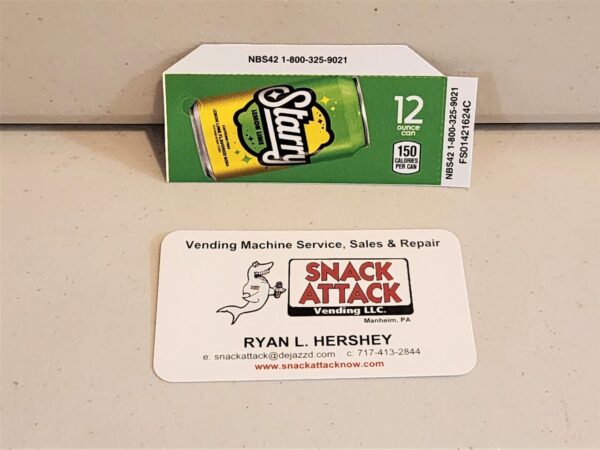 NBS42 1-800-325-9021
Starry
LEMON LIME
12
ounce
can
150
CALORIES
PER CAN
NBS42 1-800-325-9021
FS01421624C
Vending Machine Service, Sales & Repair
SNACK
ATTACK
Vending LLC.
Manheim, PA
RYAN L. HERSHEY
e: snackattack@dejazzd.com c: 717-413-2844
www.snackattacknow.com